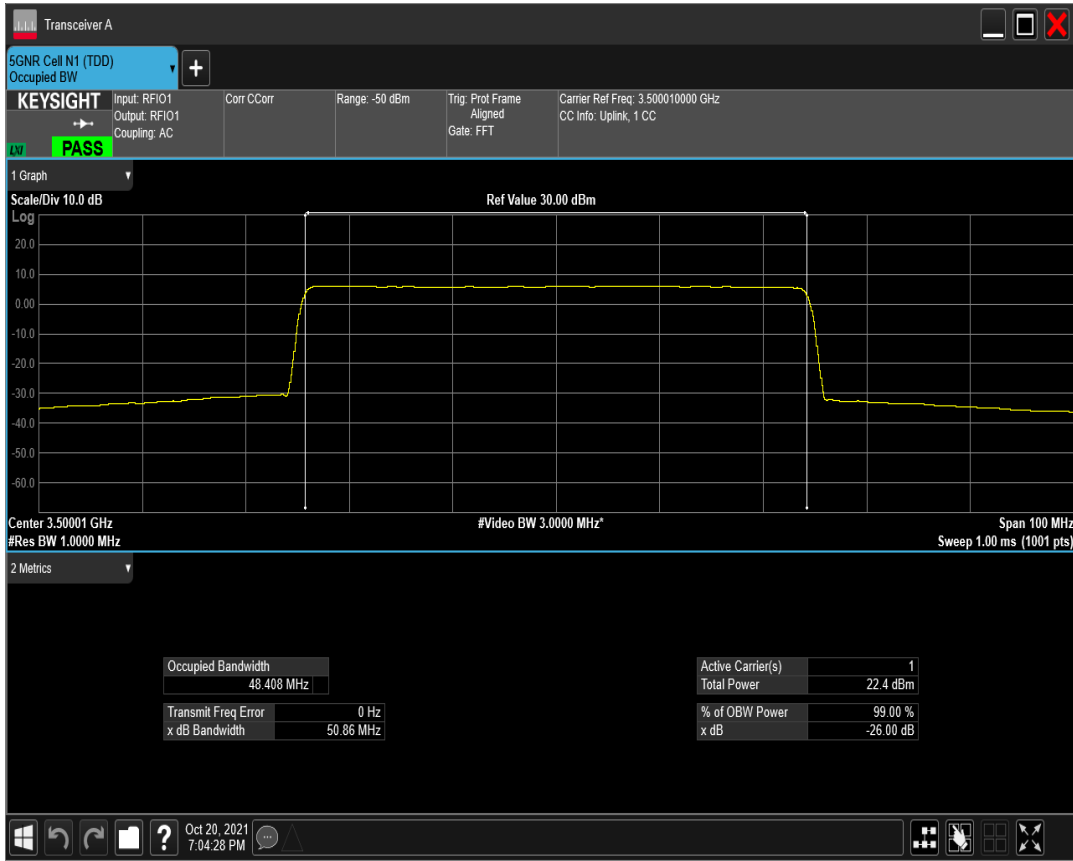 Transceiver A
5GNR Cell N1 (TDD)
Occupied BW
+
KEYSIGHT
LXI
PASS
Input: RFIO1
Output: RFIO1
Coupling: AC
Corr CCorr
Range: -50 dBm
Trig: Prot Frame
Aligned
Gate: FFT
Carrier Ref Freq: 3.500010000 GHz
CC Info: Uplink, 1 CC
1 Graph
Scale/Div 10.0 dB
Ref Value 30.00 dBm
Log
20.0
10.0
0.00
-10.0
-20.0
-30.0
-40.0
-50.0
-60.0
Center 3.50001 GHz
#Video BW 3.0000 MHz*
Span 100 MHz
#Res BW 1.0000 MHz
Sweep 1.00 ms (1001 pts)
2 Metrics
Occupied Bandwidth
48.408 MHz
Transmit Freq Error 0 Hz
x dB Bandwidth 50.86 MHz
Active Carrier(s) 1
Total Power 22.4 dBm
% of OBW Power 99.00 %
x dB -26.00 dB
?
Oct 20, 2021
7:04:28 PM